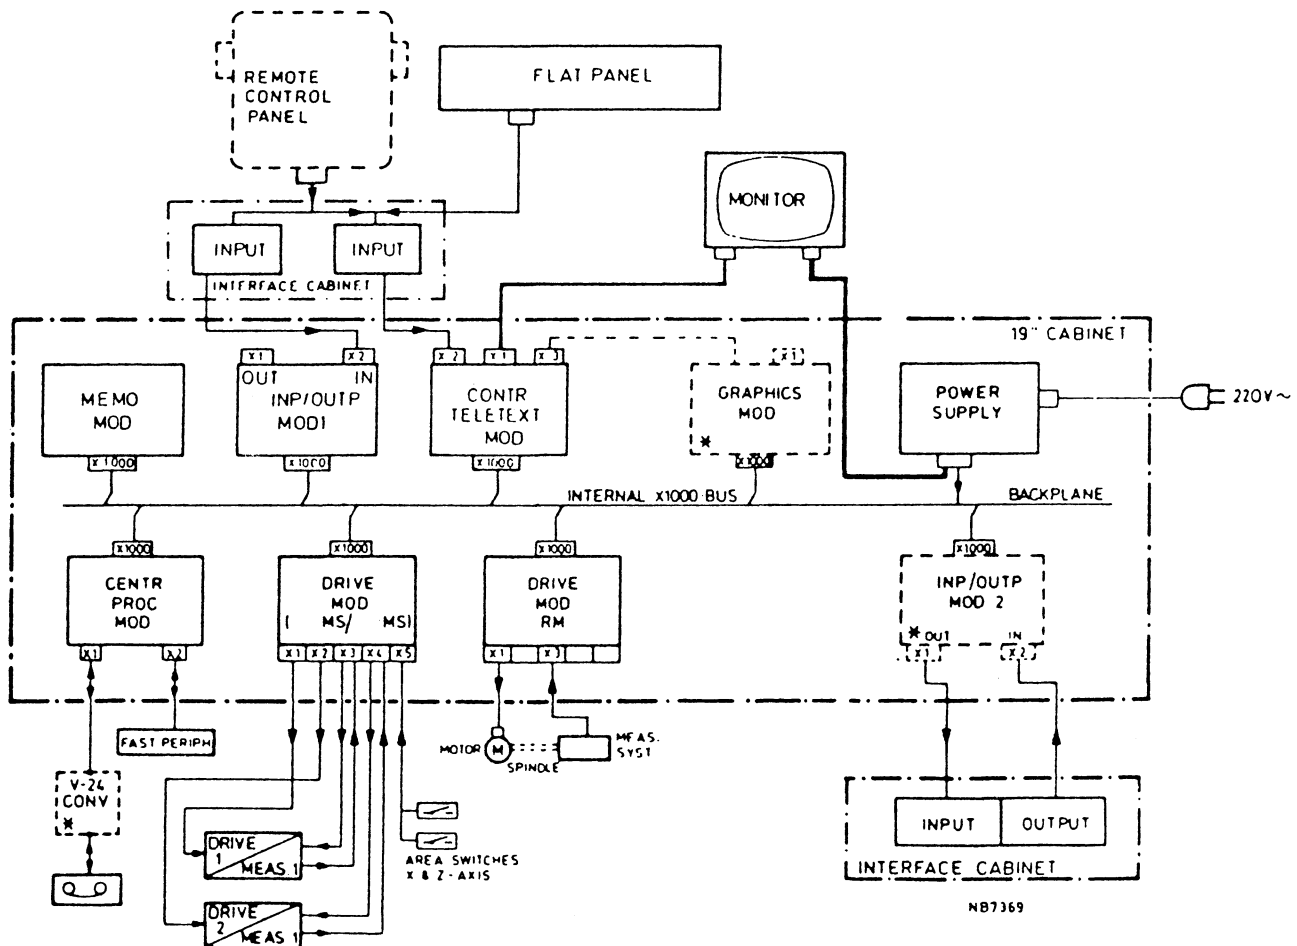 REMOTE
CONTROL
PANEL
FLAT PANEL
MONITOR
INPUT
INPUT
INTERFACE CABINET
19" CABINET
X1
X2
X2
X1
X3
X1
MEMO
MOD
OUT IN
INP/OUTP
MOD1
CONTR
TELETEXT
MOD
GRAPHICS
MOD
*
POWER
SUPPLY
220V~
X1000
X1000
X1000
X1000
INTERNAL X1000-BUS
BACKPLANE
X1000
X1000
X1000
X1000
CENTR
PROC
MOD
DRIVE
MOD
( MS/ MS)
DRIVE
MOD
RM
INP/OUTP
MOD 2
* OUT IN
X1
X2
X1
X2
X3
X4
X5
X1
X3
X1
X2
FAST PERIPH
MOTOR
M
SPINDLE
MEAS.
SYST
V-24
CONV
*
DRIVE
1
MEAS.1
DRIVE
2
MEAS 1
AREA SWITCHES
X & Z-AXIS
INPUT
OUTPUT
INTERFACE CABINET
NB7369